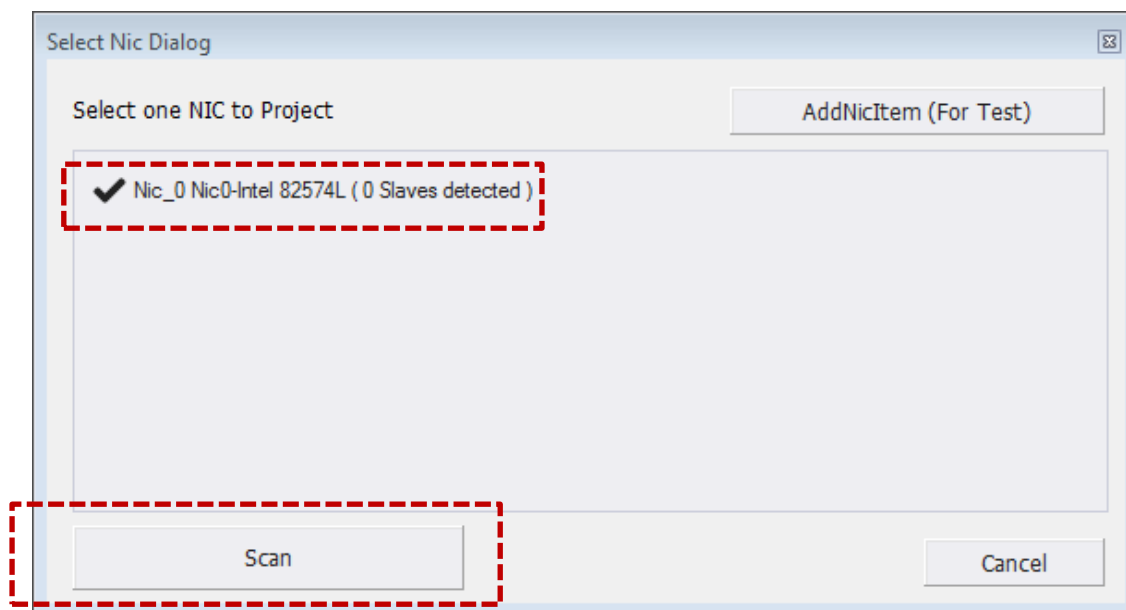 Select Nic Dialog
Select one NIC to Project
AddNicItem (For Test)
Nic_0 Nic0-Intel 82574L ( 0 Slaves detected )
Scan
Cancel